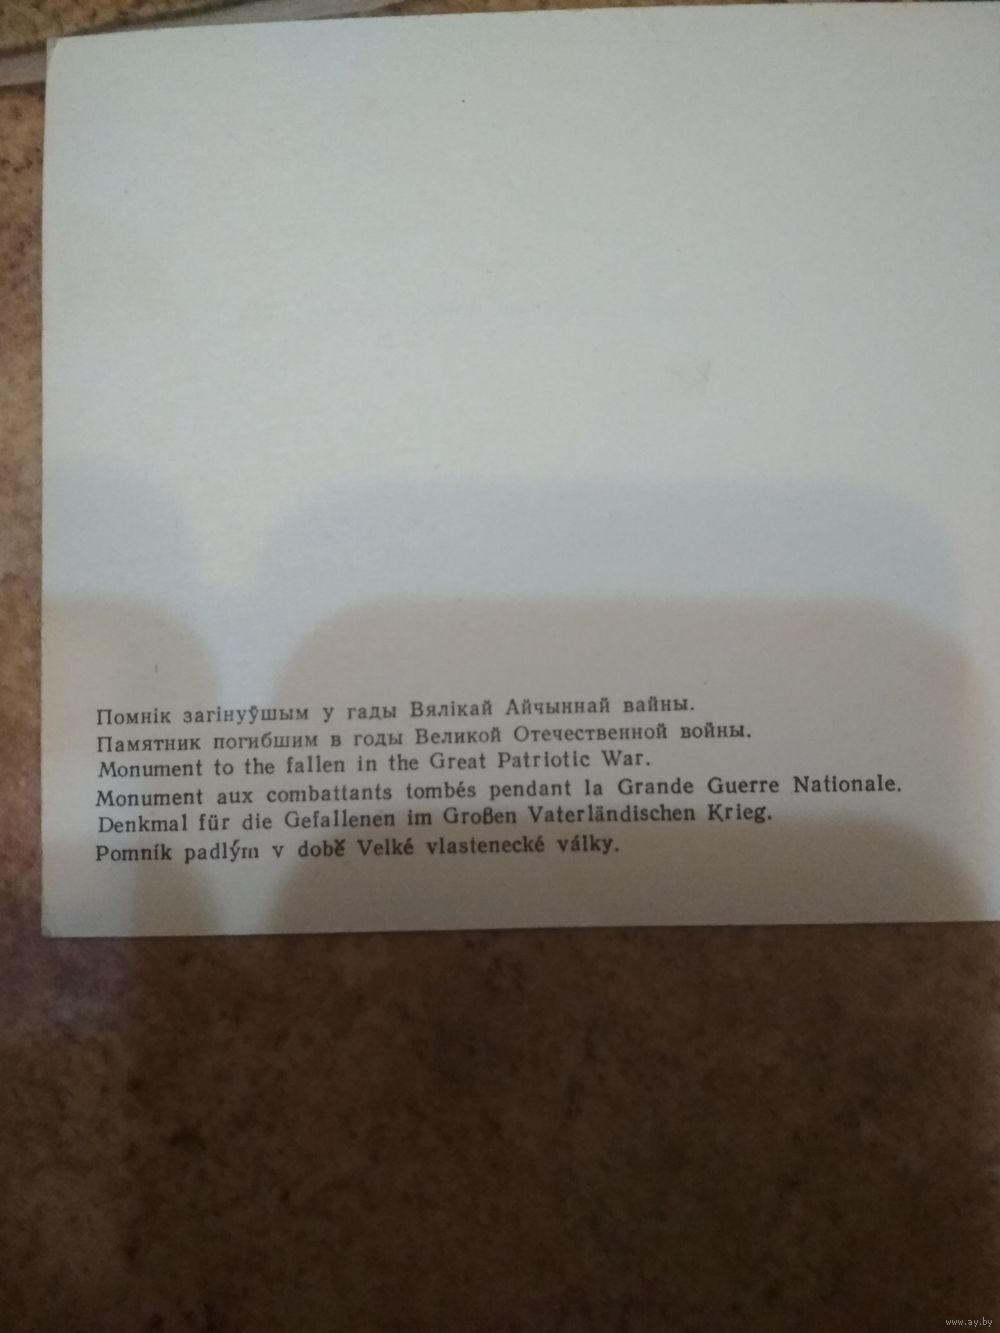 Помнік загінуўшым у гады Вялікай Айчыннай вайны.
Памятник погибшим в годы Великой Отечественной войны.
Monument to the fallen in the Great Patriotic War.
Monument aux combattants tombés pendant la Grande Guerre Nationale.
Denkmal für die Gefallenen im Großen Vaterländischen Krieg.
Pomník padlým v době Velké vlastenecké války.
www.ay.by